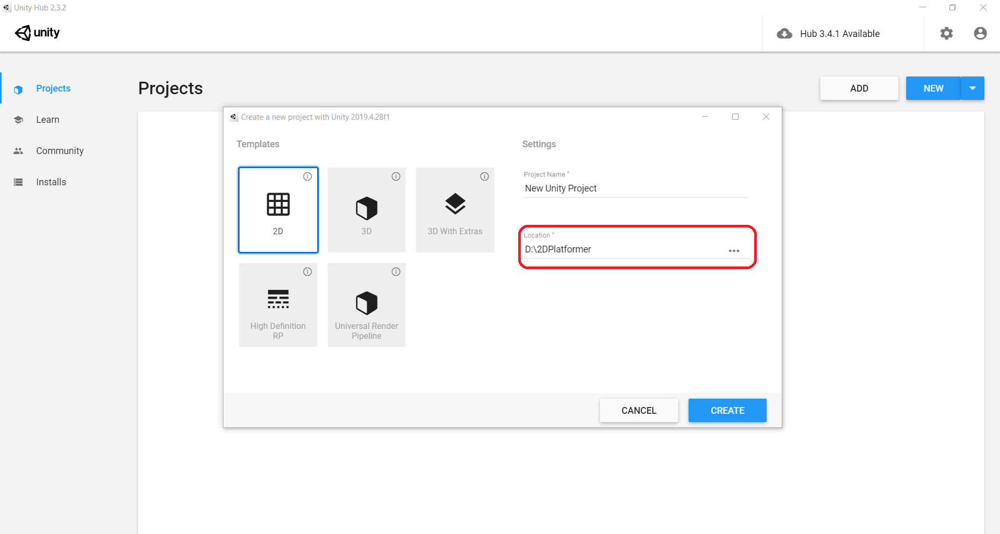 Unity Hub 2.3.2
unity
Hub 3.4.1 Available
Projects
Learn
Community
Installs
Projects
ADD
NEW
Create a new project with Unity 2019.4.28f1
Templates
2D
3D
3D With Extras
High Definition
RP
Universal Render
Pipeline
Settings
Project Name *
New Unity Project
Location *
D:\2DPlatformer
CANCEL
CREATE